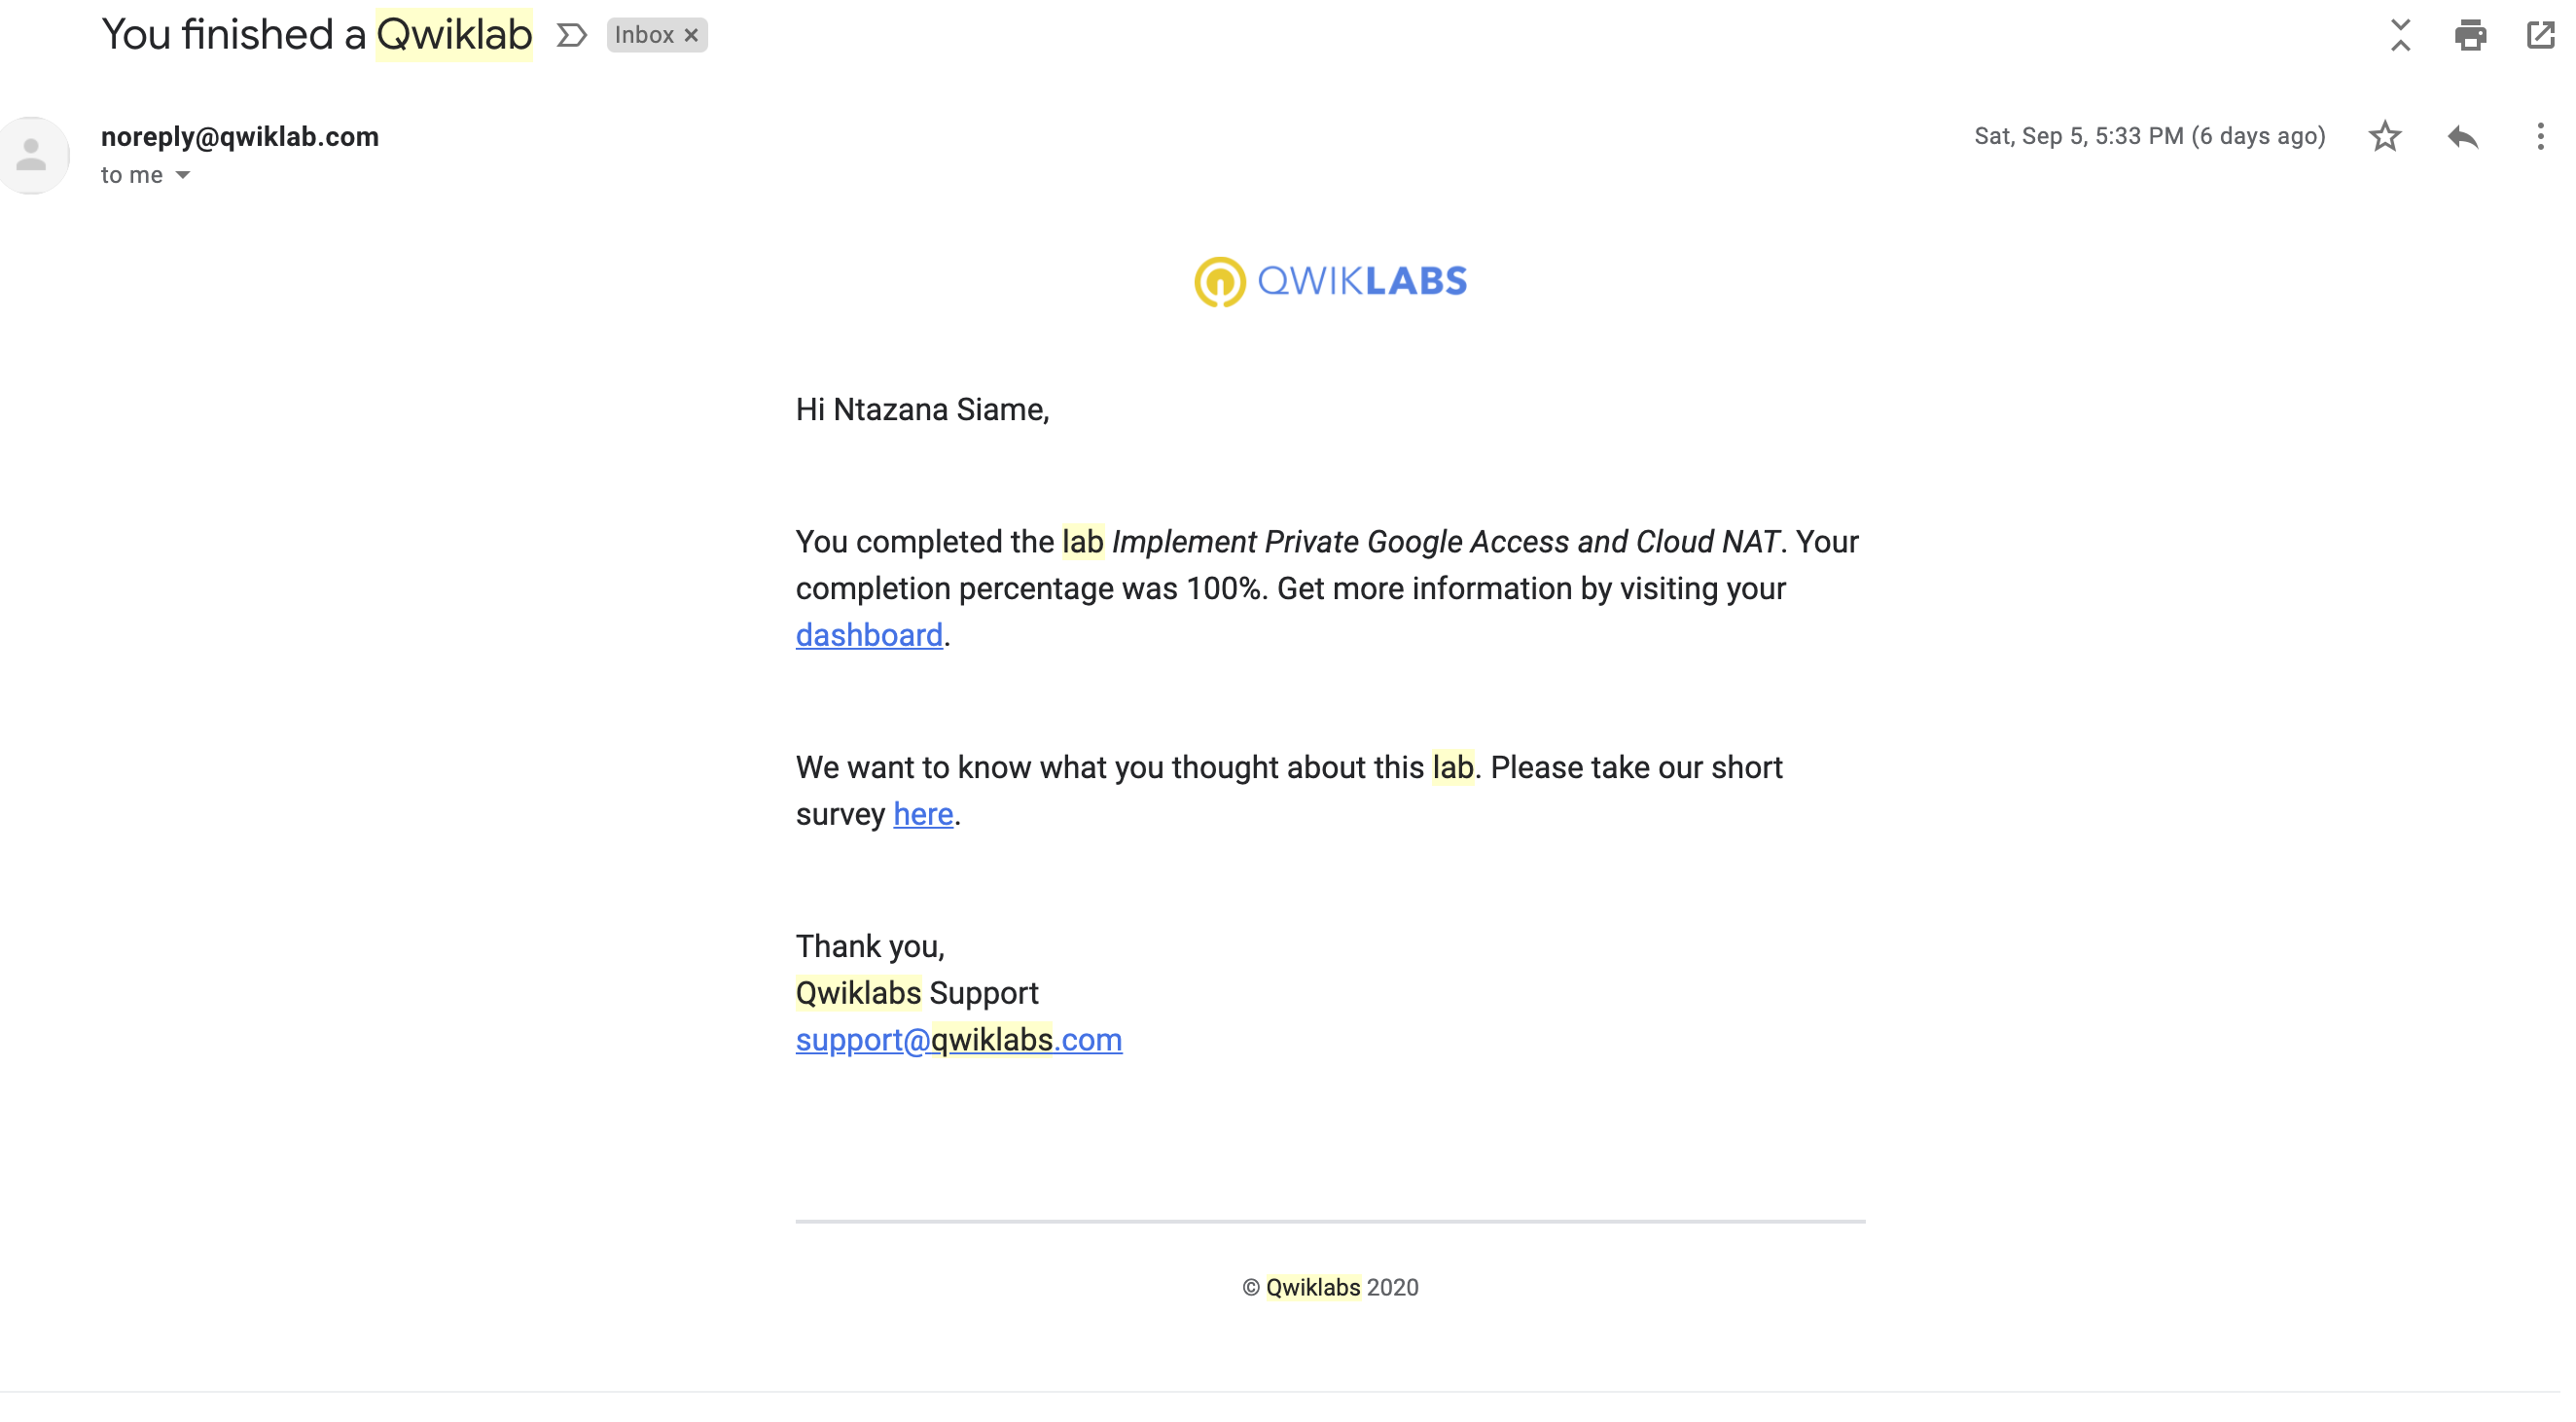 You finished a Qwiklab Inbox ×
noreply@qwiklab.com Sat, Sep 5, 5:33 PM (6 days ago)
to me
QWIKLABS
Hi Ntazana Siame,
You completed the lab Implement Private Google Access and Cloud NAT. Your
completion percentage was 100%. Get more information by visiting your
dashboard.
We want to know what you thought about this lab. Please take our short
survey here.
Thank you,
Qwiklabs Support
support@qwiklabs.com
© Qwiklabs 2020